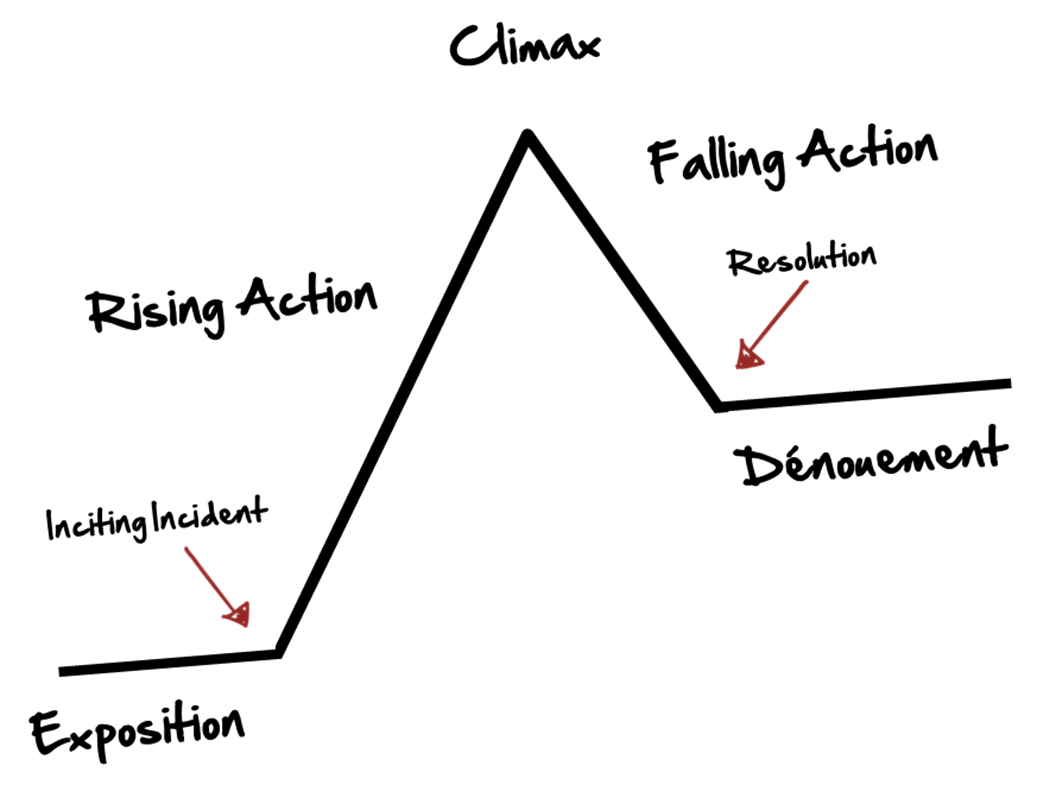 Climax
Falling Action
Resolution
Rising Action
Dénouement
Inciting Incident
Exposition